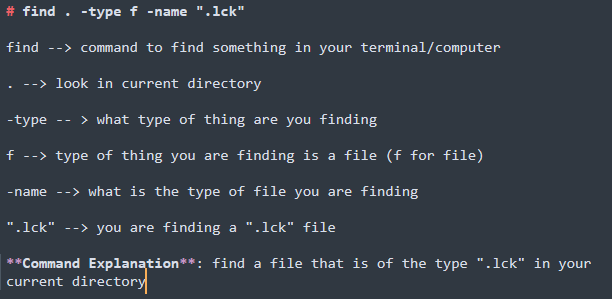 # find . -type f -name ".lck"
find --> command to find something in your terminal/computer
. --> look in current directory
-type -- > what type of thing are you finding
f --> type of thing you are finding is a file (f for file)
-name --> what is the type of file you are finding
".lck" --> you are finding a ".lck" file
**Command Explanation**: find a file that is of the type ".lck" in your
current directory